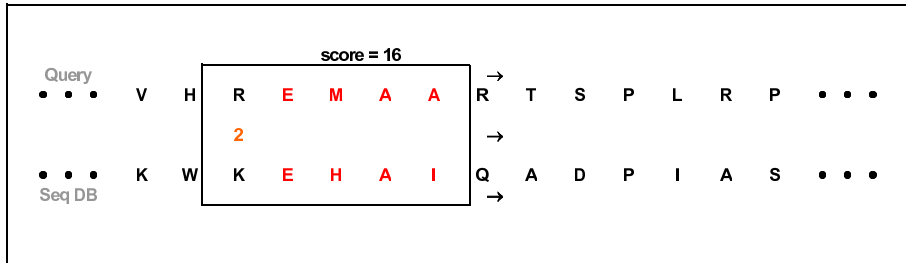 score = 16
Query
• • • V H R E M A A R T S P L R P • • •
2
• • • K W K E H A I Q A D P I A S • • •
Seq DB